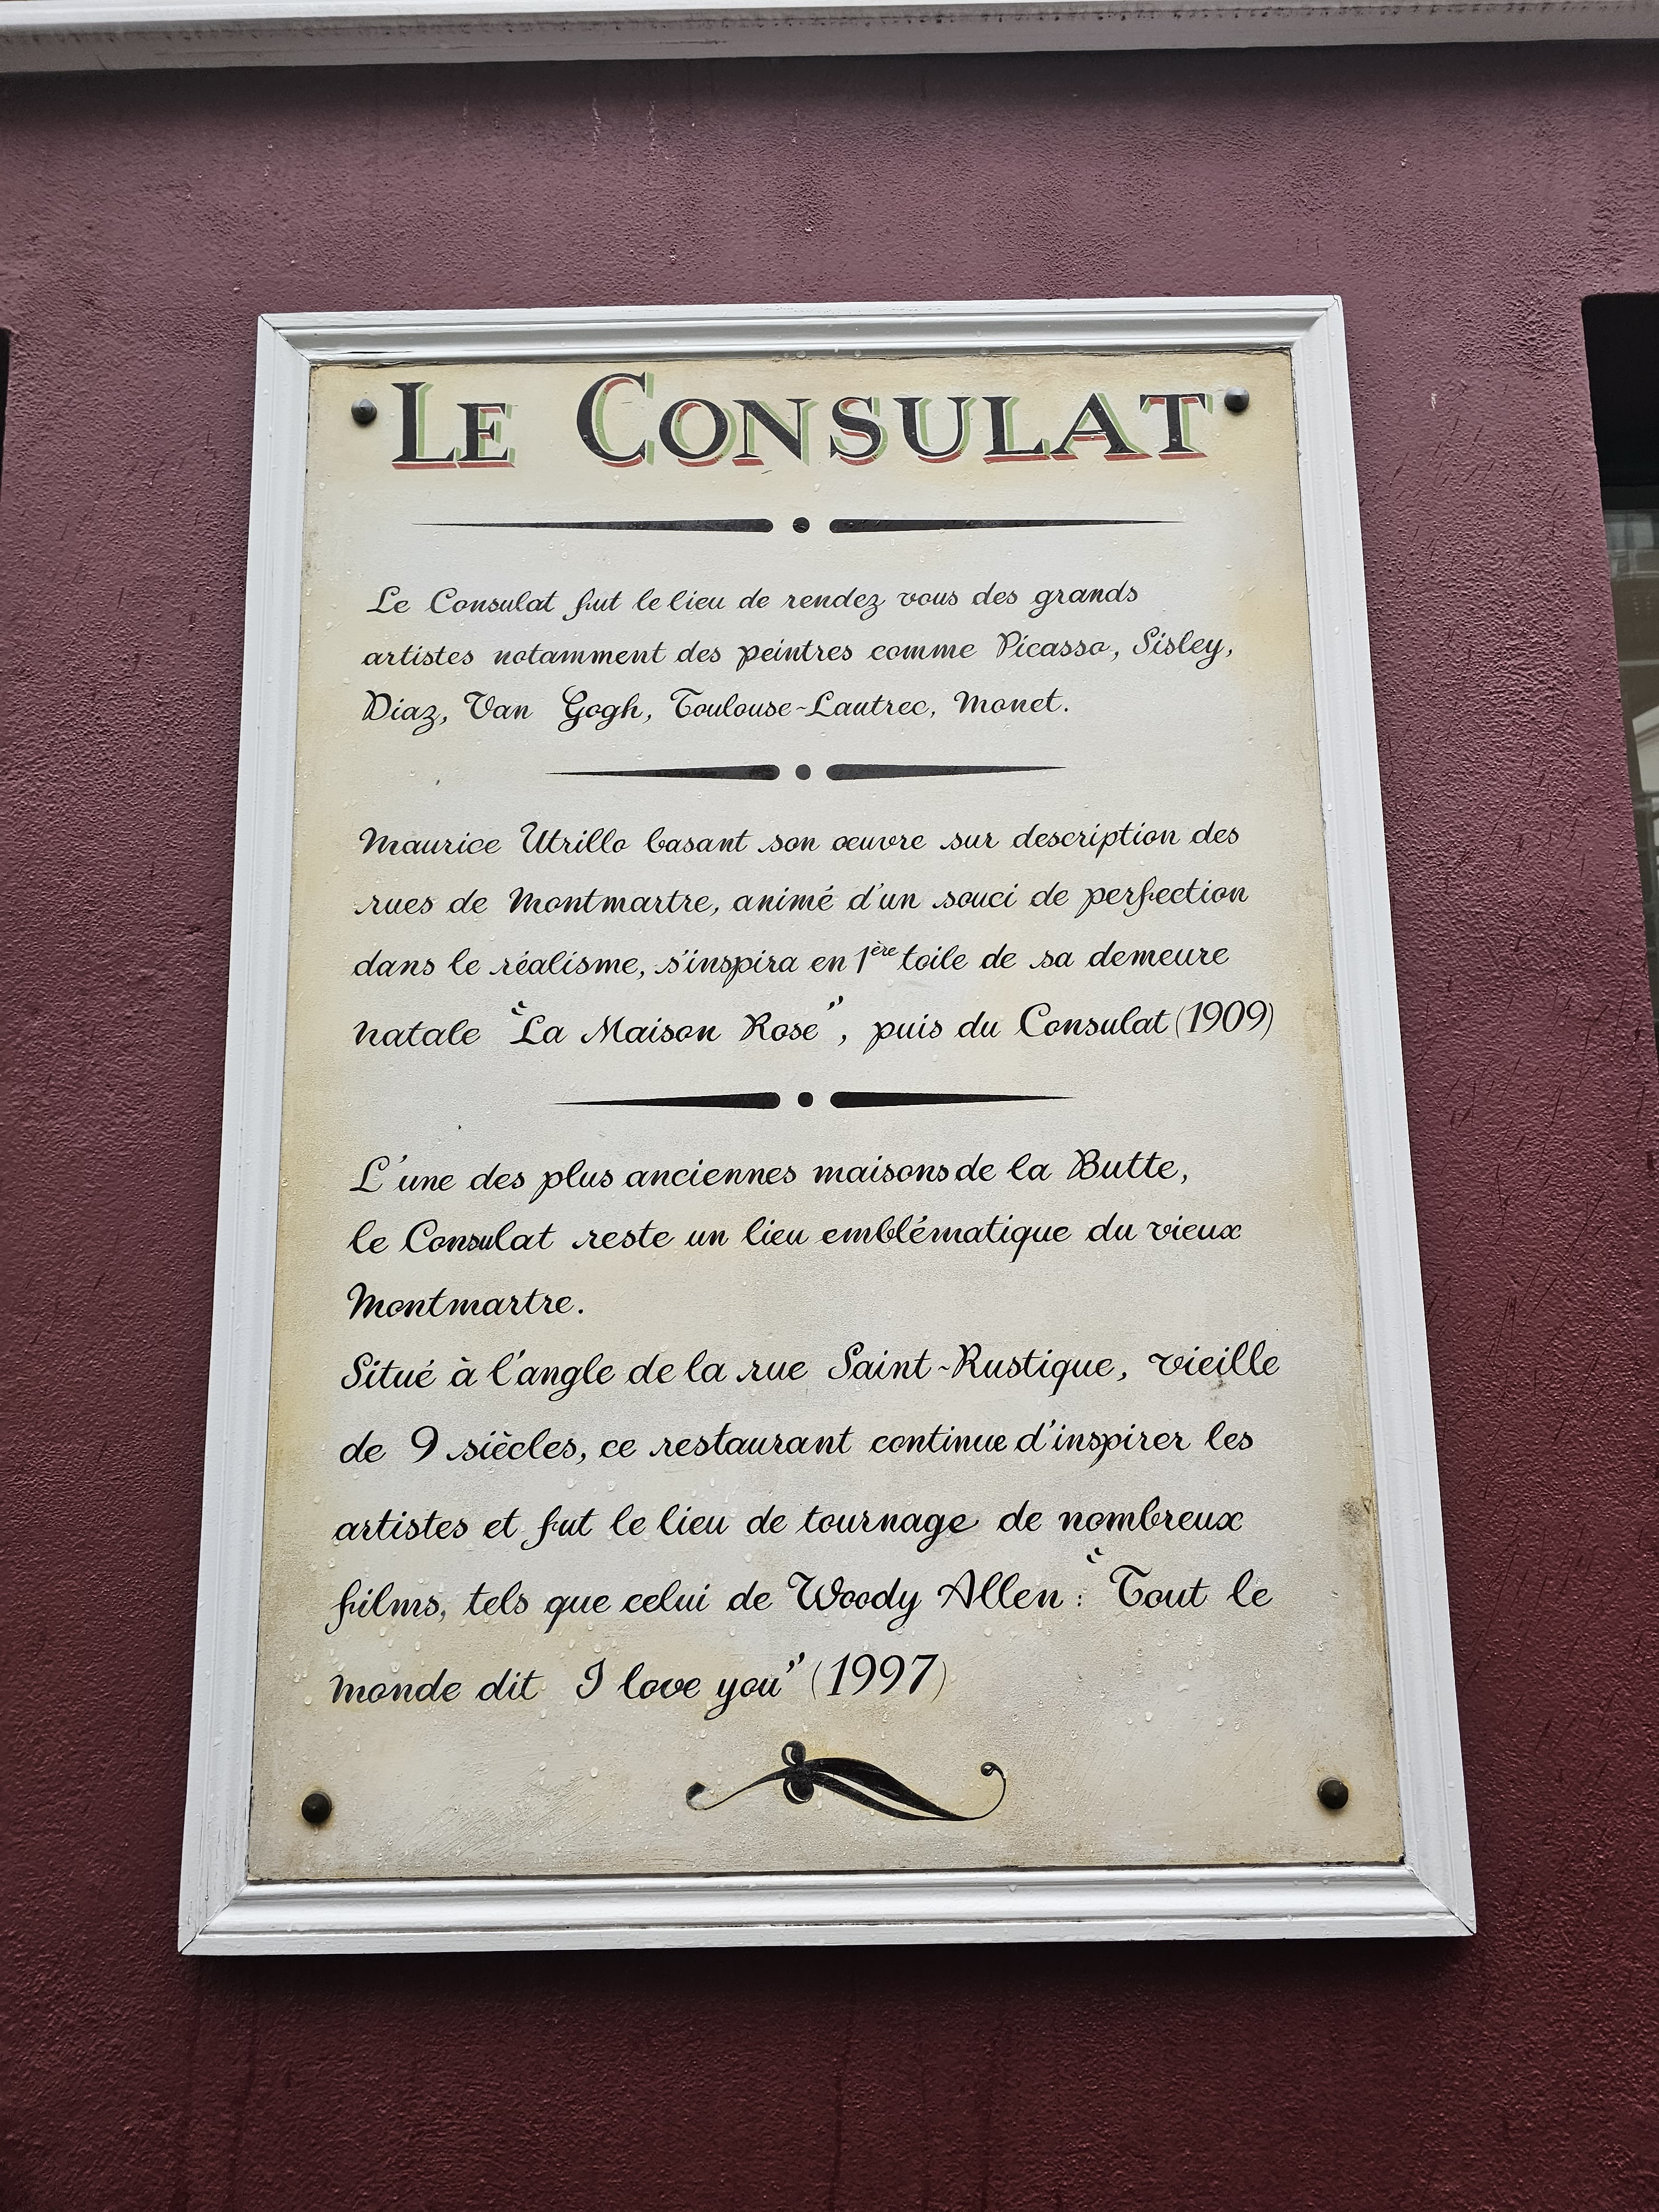 LE CONSULAT
Le Consulat fut le lieu de rendez vous des grands
artistes notamment des peintres comme Picasso, Sisley,
Diaz, Van Gogh, Toulouse-Lautrec, Monet.
Maurice Utrillo basant son œuvre sur description des
rues de Montmartre, animé d'un souci de perfection
dans le réalisme, s'inspira en 1ère toile de sa demeure
natale "La Maison Rose", puis du Consulat (1909)
L'une des plus anciennes maisons de la Butte,
le Consulat reste un lieu emblématique du vieux
Montmartre.
Situé à l'angle de la rue Saint-Rustique, vieille
de 9 siècles, ce restaurant continue d'inspirer les
artistes et fut le lieu de tournage de nombreux
films, tels que celui de Woody Allen : "Tout le
monde dit I love you" (1997)